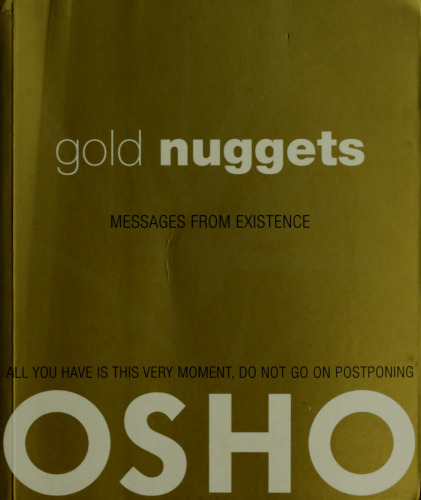 gold nuggets
MESSAGES FROM EXISTENCE
ALL YOU HAVE IS THIS VERY MOMENT, DO NOT GO ON POSTPONING
OSHO